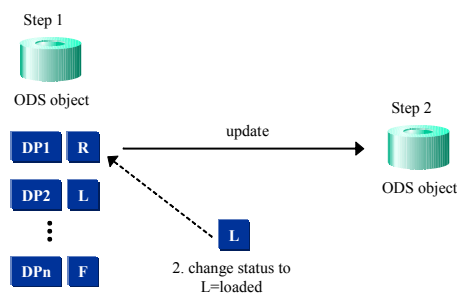 Step 1
ODS object
Step 2
update
ODS object
DP1 R
DP2 L
DPn F
L
2. change status to
L=loaded